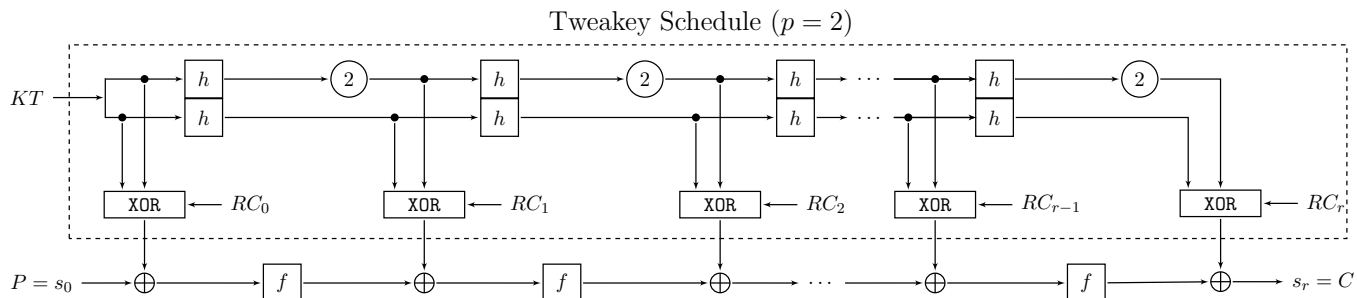 Tweakey Schedule (p = 2)
h 2 h 2 h · · · h 2
KT
h h h · · · h
XOR RC₀ XOR RC₁ XOR RC₂ XOR RCᵣ₋₁ XOR RCᵣ
P = s₀ f f · · · f sᵣ = C